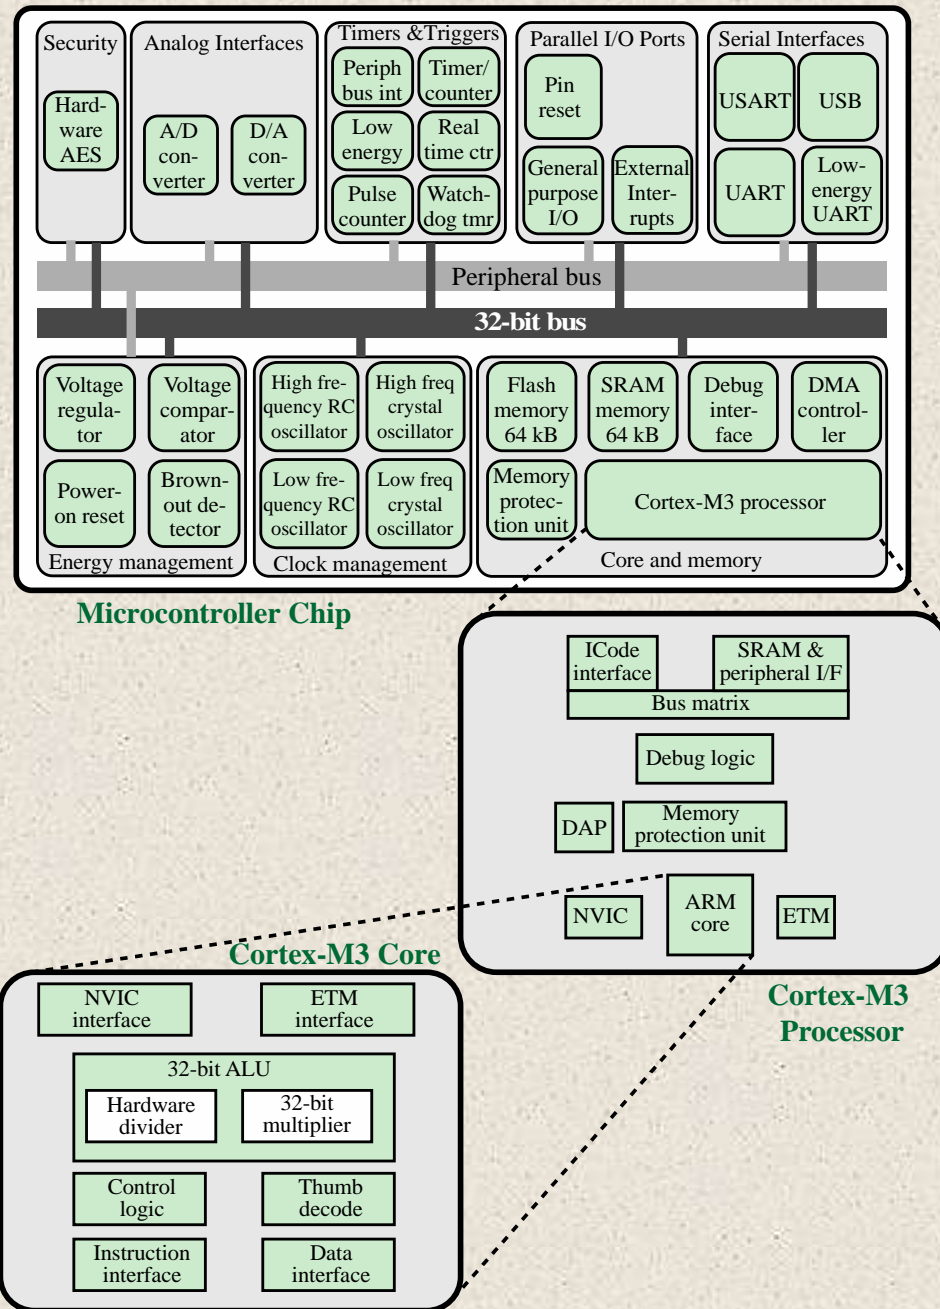 Security
Analog Interfaces
Timers &Triggers
Parallel I/O Ports
Serial Interfaces
Hard-
ware
AES
A/D
con-
verter
D/A
con-
verter
Periph
bus int
Timer/
counter
Low
energy
Real
time ctr
Pulse
counter
Watch-
dog tmr
Pin
reset
General
purpose
I/O
External
Inter-
rupts
USART
USB
UART
Low-
energy
UART
Peripheral bus
32-bit bus
Voltage
regula-
tor
Voltage
compar-
ator
Power-
on reset
Brown-
out de-
tector
Energy management
High fre-
quency RC
oscillator
High freq
crystal
oscillator
Low fre-
quency RC
oscillator
Low freq
crystal
oscillator
Clock management
Flash
memory
64 kB
SRAM
memory
64 kB
Debug
inter-
face
DMA
control-
ler
Memory
protec-
tion unit
Cortex-M3 processor
Core and memory
Microcontroller Chip
ICode
interface
SRAM &
peripheral I/F
Bus matrix
Debug logic
DAP
Memory
protection unit
NVIC
ARM
core
ETM
Cortex-M3
Processor
Cortex-M3 Core
NVIC
interface
ETM
interface
32-bit ALU
Hardware
divider
32-bit
multiplier
Control
logic
Thumb
decode
Instruction
interface
Data
interface